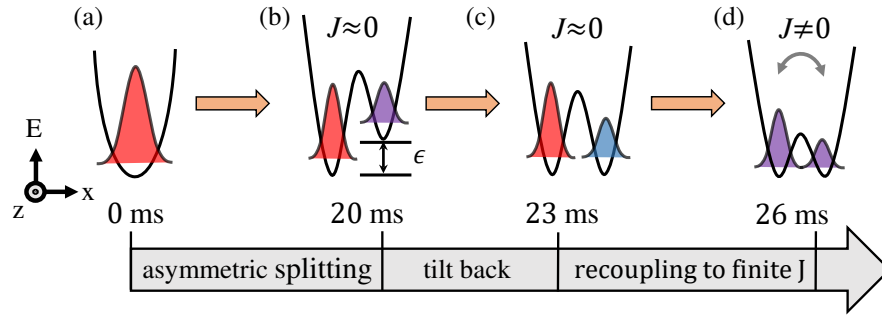 (a)
(b)
J≈0
(c)
J≈0
(d)
J≠0
E
x
z
ϵ
0 ms
20 ms
23 ms
26 ms
asymmetric splitting
tilt back
recoupling to finite J